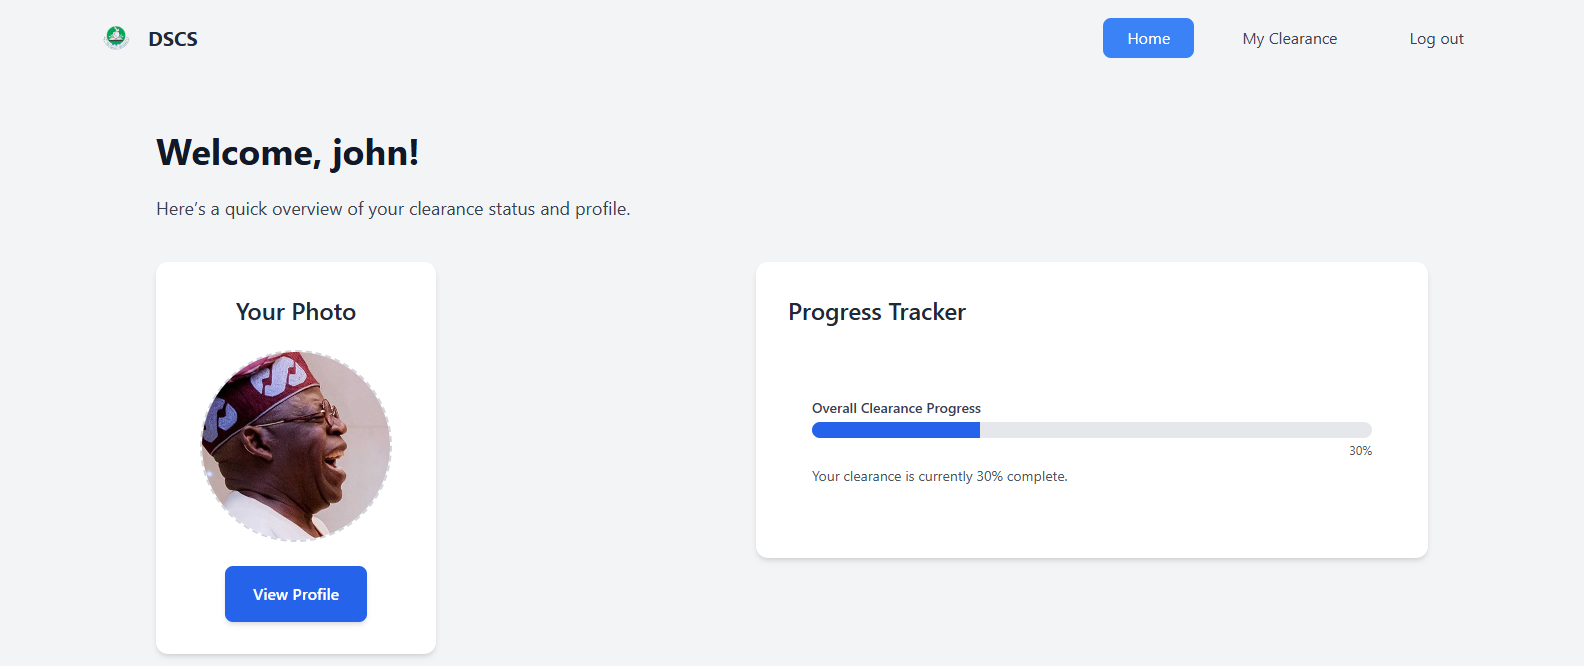 DSCS
Home
My Clearance
Log out
Welcome, john!
Here’s a quick overview of your clearance status and profile.
Your Photo
View Profile
Progress Tracker
Overall Clearance Progress
30%
Your clearance is currently 30% complete.